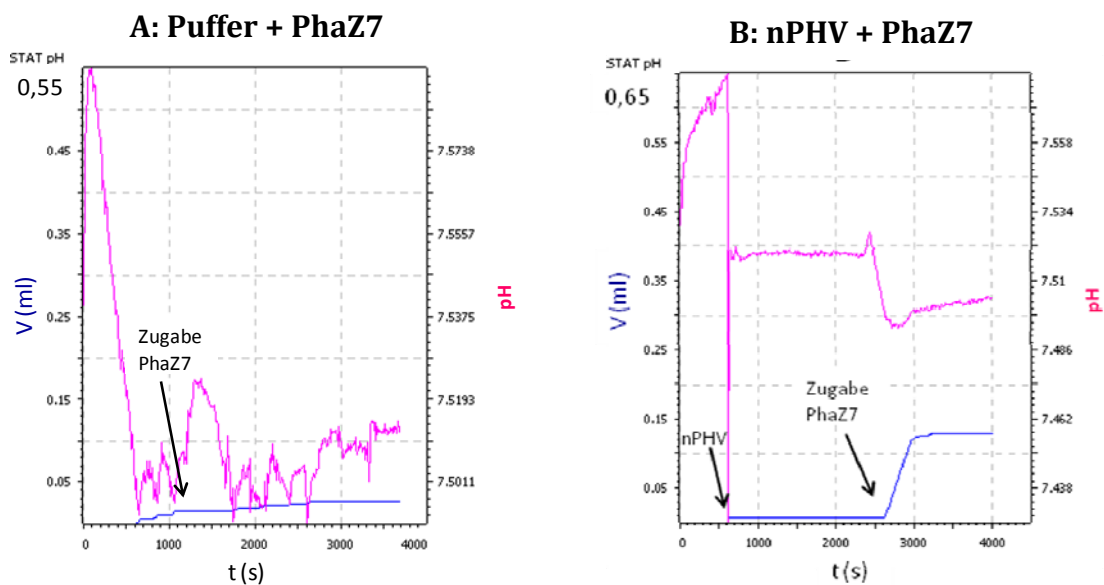 A: Puffer + PhaZ7
STAT pH
0,55
0.45
0.35
0.25
0.15
0.05
V (ml)
7.5738
7.5557
7.5375
7.5193
7.5011
pH
Zugabe
PhaZ7
0
1000
2000
3000
4000
t (s)
B: nPHV + PhaZ7
STAT pH
0,65
0.55
0.45
0.35
0.25
0.15
0.05
V (ml)
7.558
7.534
7.51
7.486
7.462
7.438
pH
nPHV
Zugabe
PhaZ7
0
1000
2000
3000
4000
t (s)